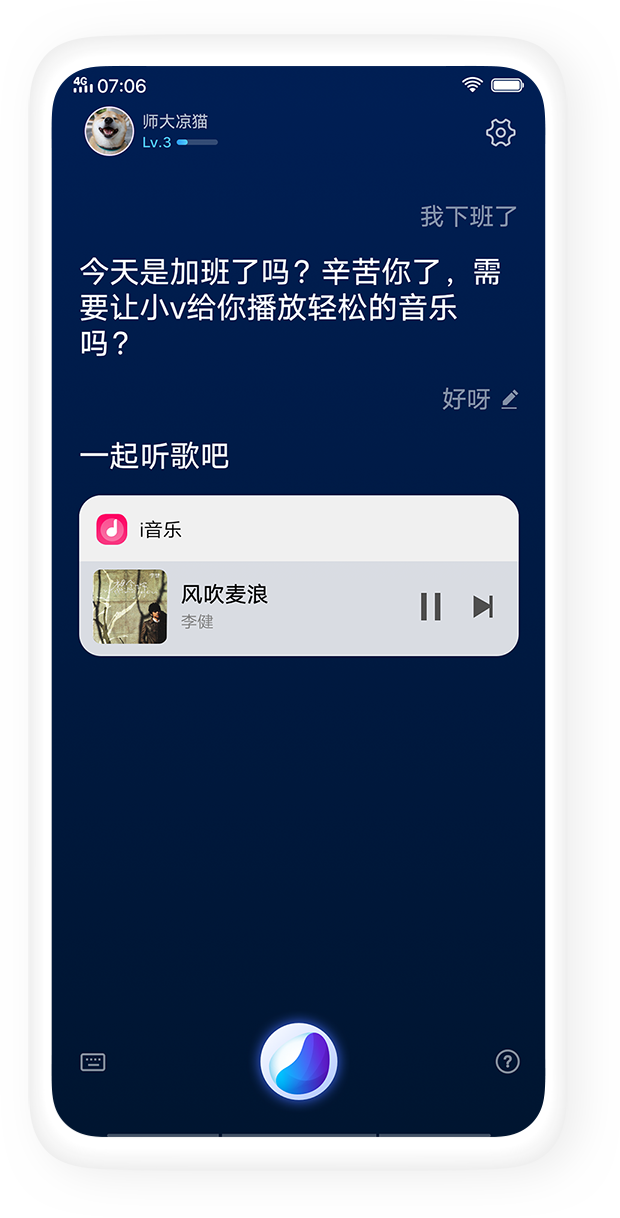 4G 07:06
师大凉猫
Lv.3
我下班了
今天是加班了吗？辛苦你了，需
要让小v给你播放轻松的音乐
吗？
好呀
一起听歌吧
i音乐
风吹麦浪
李健